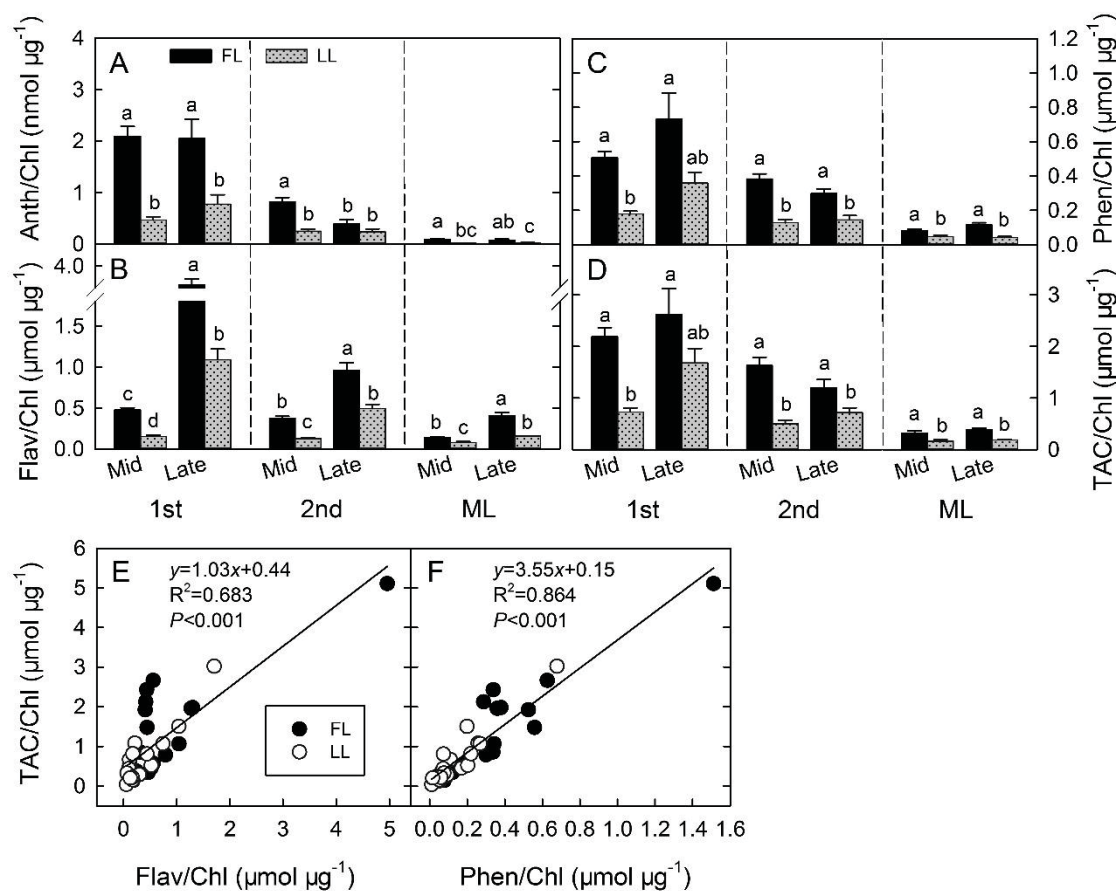 A
FL
LL
Anth/Chl (nmol µg-1)
4
3
2
1
0
a
b
a
b
a
b
b
b
a
bc
ab
c
C
Phen/Chl (µmol µg-1)
1.2
1.0
0.8
0.6
0.4
0.2
0.0
a
b
a
ab
a
b
a
b
a
b
a
b
B
Flav/Chl (µmol µg-1)
4.0
1.5
1.0
0.5
0.0
c
d
a
b
b
c
a
b
b
c
a
b
D
TAC/Chl (µmol µg-1)
3
2
1
0
a
b
a
ab
a
b
a
b
a
b
a
b
Mid Late Mid Late Mid Late Mid Late Mid Late Mid Late
1st 2nd ML 1st 2nd ML
E
y=1.03x+0.44
R2=0.683
P<0.001
FL
LL
TAC/Chl (µmol µg-1)
6
5
4
3
2
1
0
0 1 2 3 4 5
Flav/Chl (µmol µg-1)
F
y=3.55x+0.15
R2=0.864
P<0.001
0.0 0.2 0.4 0.6 0.8 1.0 1.2 1.4 1.6
Phen/Chl (µmol µg-1)